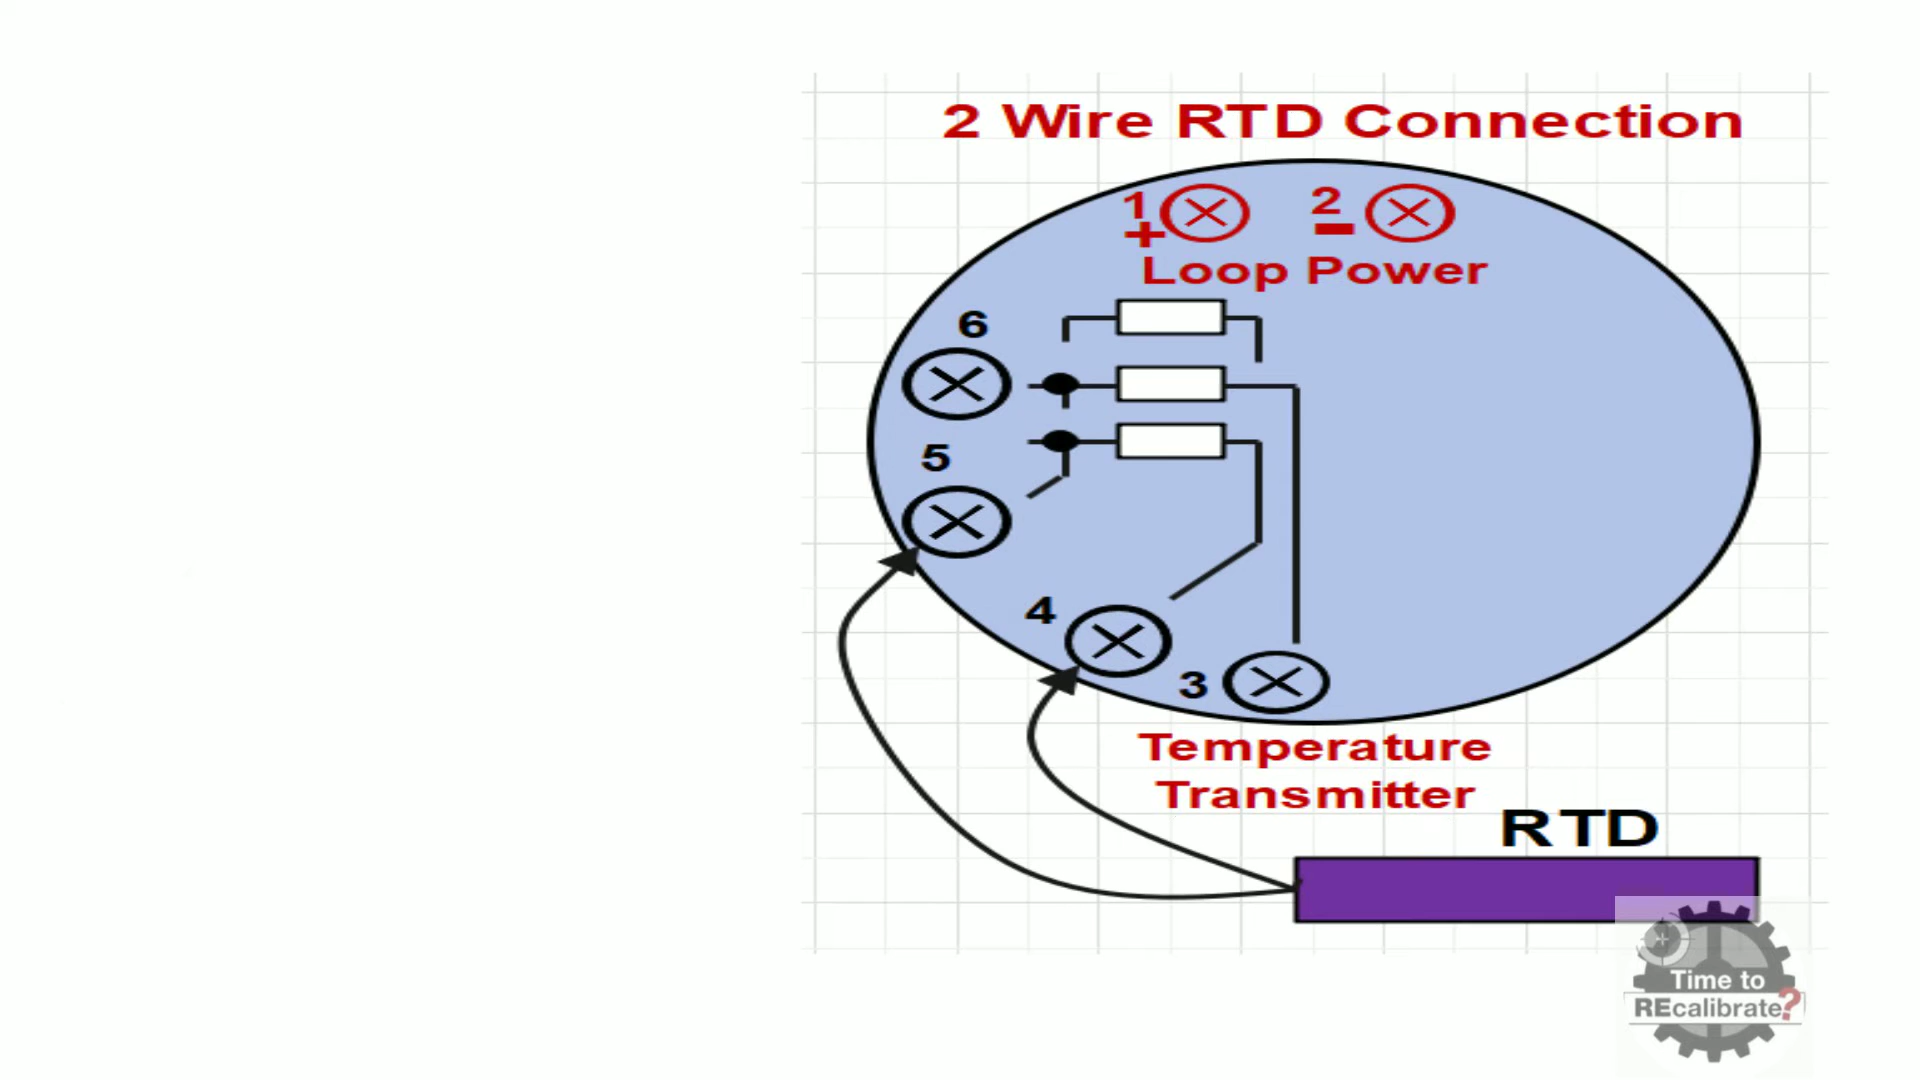 2 Wire RTD Connection
1
+
2
-
Loop Power
6
5
4
3
Temperature
Transmitter
RTD
Time to
REcalibrate?